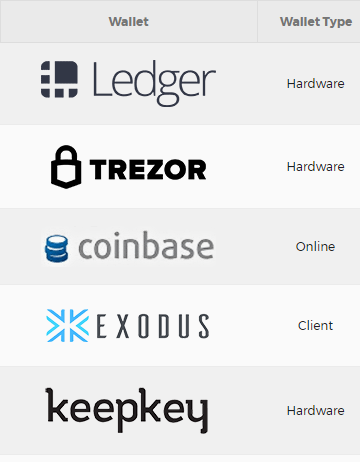 Wallet Wallet Type
Ledger Hardware
TREZOR Hardware
coinbase Online
EXODUS Client
keepkey Hardware